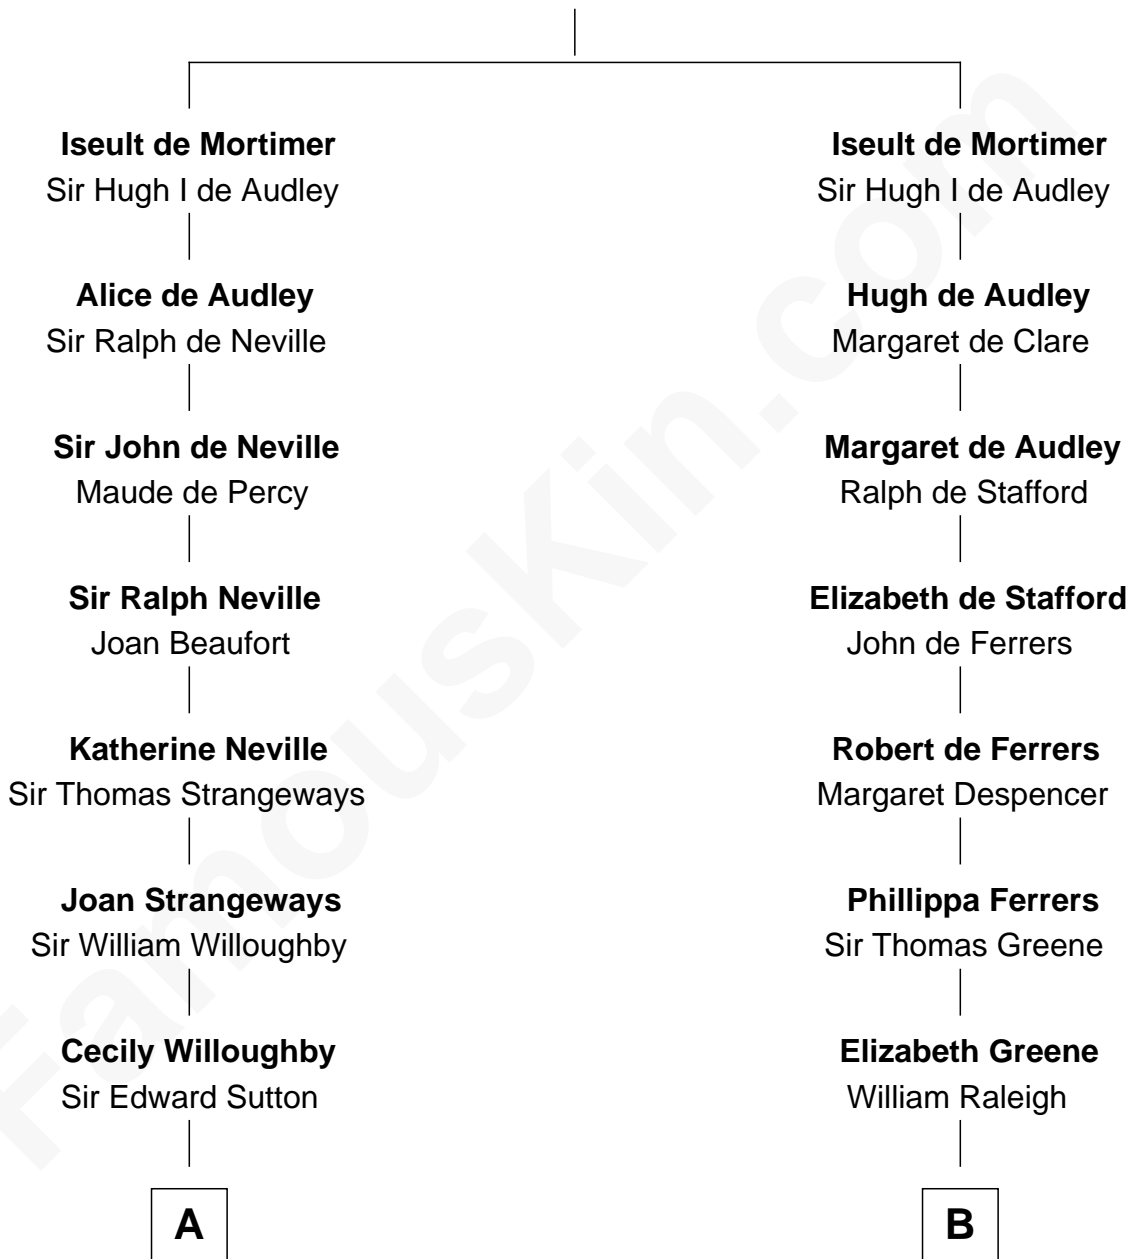 Iseult de Mortimer
Sir Hugh I de Audley
Alice de Audley
Sir Ralph de Neville
Sir John de Neville
Maude de Percy
Sir Ralph Neville
Joan Beaufort
Katherine Neville
Sir Thomas Strangeways
Joan Strangeways
Sir William Willoughby
Cecily Willoughby
Sir Edward Sutton
A
Iseult de Mortimer
Sir Hugh I de Audley
Hugh de Audley
Margaret de Clare
Margaret de Audley
Ralph de Stafford
Elizabeth de Stafford
John de Ferrers
Robert de Ferrers
Margaret Despencer
Phillippa Ferrers
Sir Thomas Greene
Elizabeth Greene
William Raleigh
B
FamousKin.com